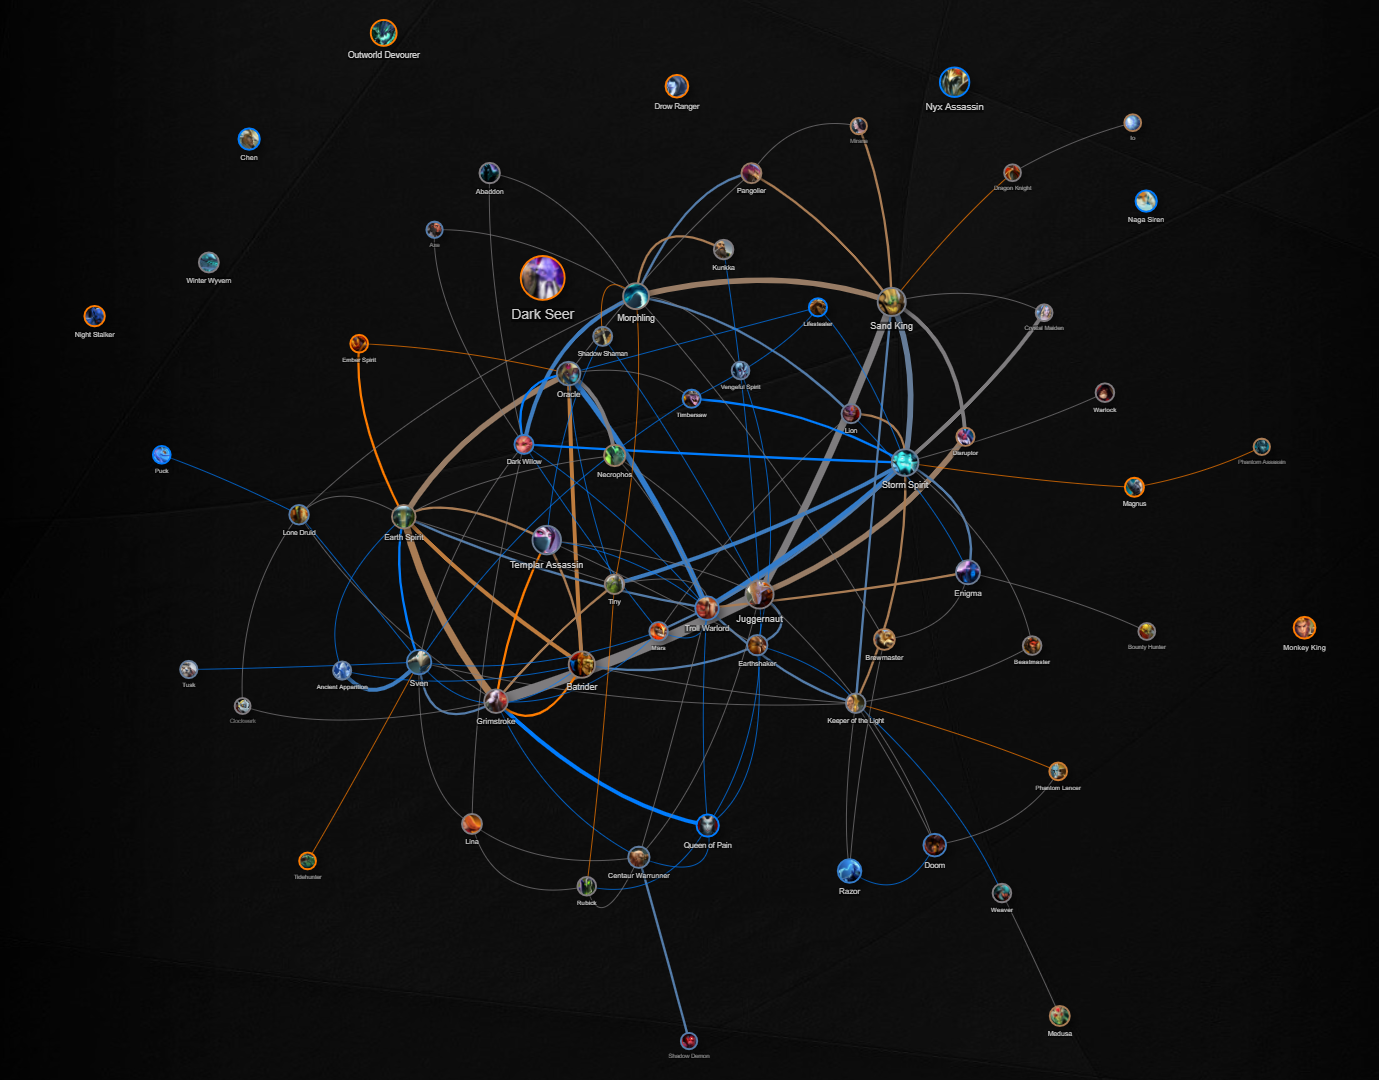 Outworld Devourer
Drow Ranger
Nyx Assassin
Mirana
Io
Chen
Abaddon
Pangolier
Dragon Knight
Naga Siren
Axe
Kunkka
Winter Wyvern
Dark Seer
Morphling
Sand King
Lifestealer
Crystal Maiden
Night Stalker
Ember Spirit
Shadow Shaman
Oracle
Vengeful Spirit
Timbersaw
Warlock
Lion
Disruptor
Puck
Dark Willow
Necrophos
Storm Spirit
Phantom Assassin
Magnus
Lone Druid
Earth Spirit
Templar Assassin
Tiny
Enigma
Troll Warlord
Juggernaut
Mars
Earthshaker
Brewmaster
Beastmaster
Bounty Hunter
Monkey King
Tusk
Ancient Apparition
Sven
Batrider
Clockwerk
Grimstroke
Keeper of the Light
Phantom Lancer
Lina
Queen of Pain
Doom
Tidehunter
Centaur Warrunner
Razor
Rubick
Weaver
Medusa
Shadow Demon